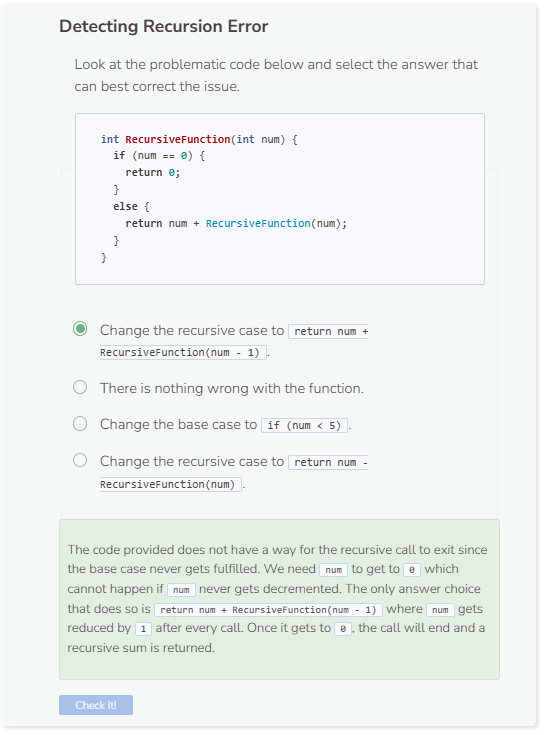 Detecting Recursion Error
Look at the problematic code below and select the answer that
can best correct the issue.
int RecursiveFunction(int num) {
if (num == 0) {
return 0;
}
else {
return num + RecursiveFunction(num);
}
}
Change the recursive case to return num +
RecursiveFunction(num - 1).
There is nothing wrong with the function.
Change the base case to if (num < 5).
Change the recursive case to return num -
RecursiveFunction(num).
The code provided does not have a way for the recursive call to exit since
the base case never gets fulfilled. We need num to get to 0 which
cannot happen if num never gets decremented. The only answer choice
that does so is return num + RecursiveFunction(num - 1) where num gets
reduced by 1 after every call. Once it gets to 0, the call will end and a
recursive sum is returned.
Check It!